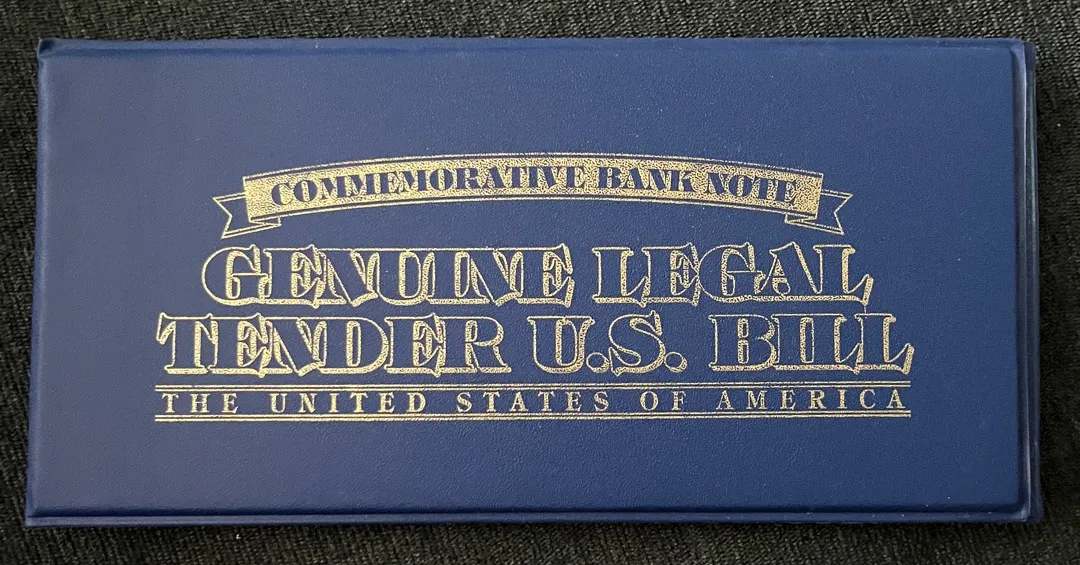 COMMEMORATIVE BANK NOTE
GENUINE LEGAL
TENDER U.S. BILL
THE UNITED STATES OF AMERICA